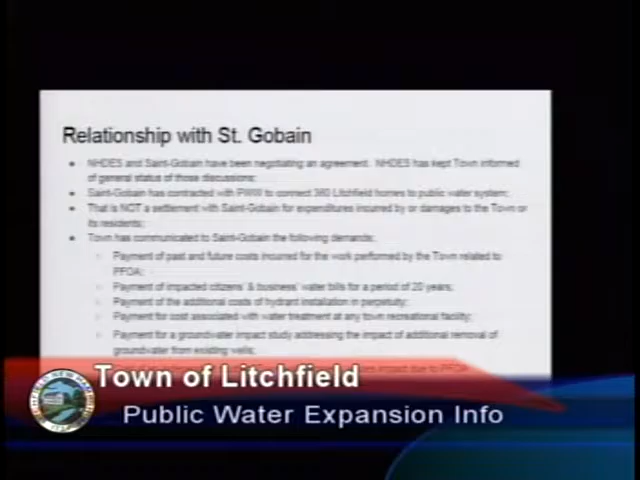 Relationship with St. Gobain
• NHDES and Saint-Gobain have been negotiating an agreement. NHDES has kept Town informed
of general status of those discussions;
• Saint-Gobain has contracted with PWW to connect 360 Litchfield homes to public water system;
• That is NOT a settlement with Saint-Gobain for expenditures incurred by or damages to the Town or
its residents;
• Town has communicated to Saint-Gobain the following demands:
○ Payment of past and future costs incurred for the work performed by the Town related to
PFOA;
○ Payment of impacted citizens' & business' water bills for a period of 20 years;
○ Payment of the additional costs of hydrant installation in perpetuity;
○ Payment for cost associated with water treatment at any town recreational facility;
○ Payment for a groundwater impact study addressing the impact of additional removal of
groundwater from existing wells;
impact due to PFOA
Town of Litchfield
Public Water Expansion Info